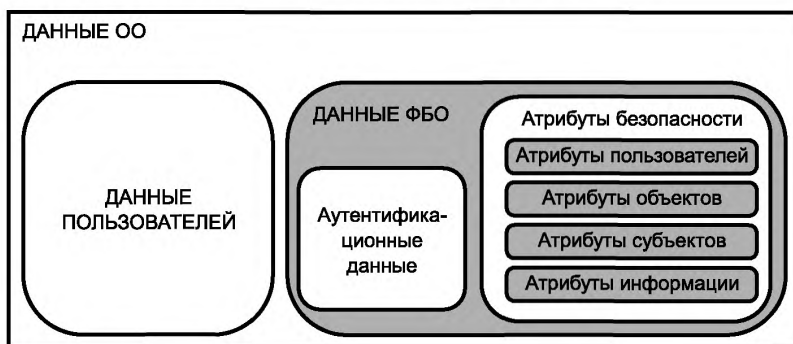 ДАННЫЕ ОО
ДАННЫЕ
ПОЛЬЗОВАТЕЛЕЙ
ДАННЫЕ ФБО
Аутентифика-
ционные
данные
Атрибуты безопасности
Атрибуты пользователей
Атрибуты объектов
Атрибуты субъектов
Атрибуты информации